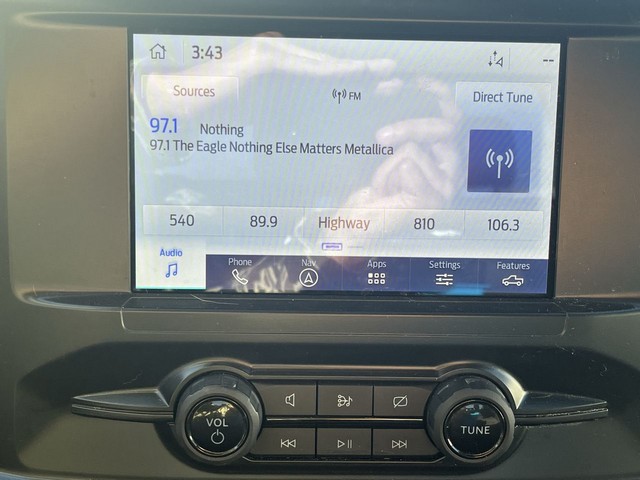 3:43
--
Sources
FM
Direct Tune
97.1 Nothing
97.1 The Eagle Nothing Else Matters Metallica
540 89.9 Highway 810 106.3
Audio Phone Nav Apps Settings Features
VOL
TUNE